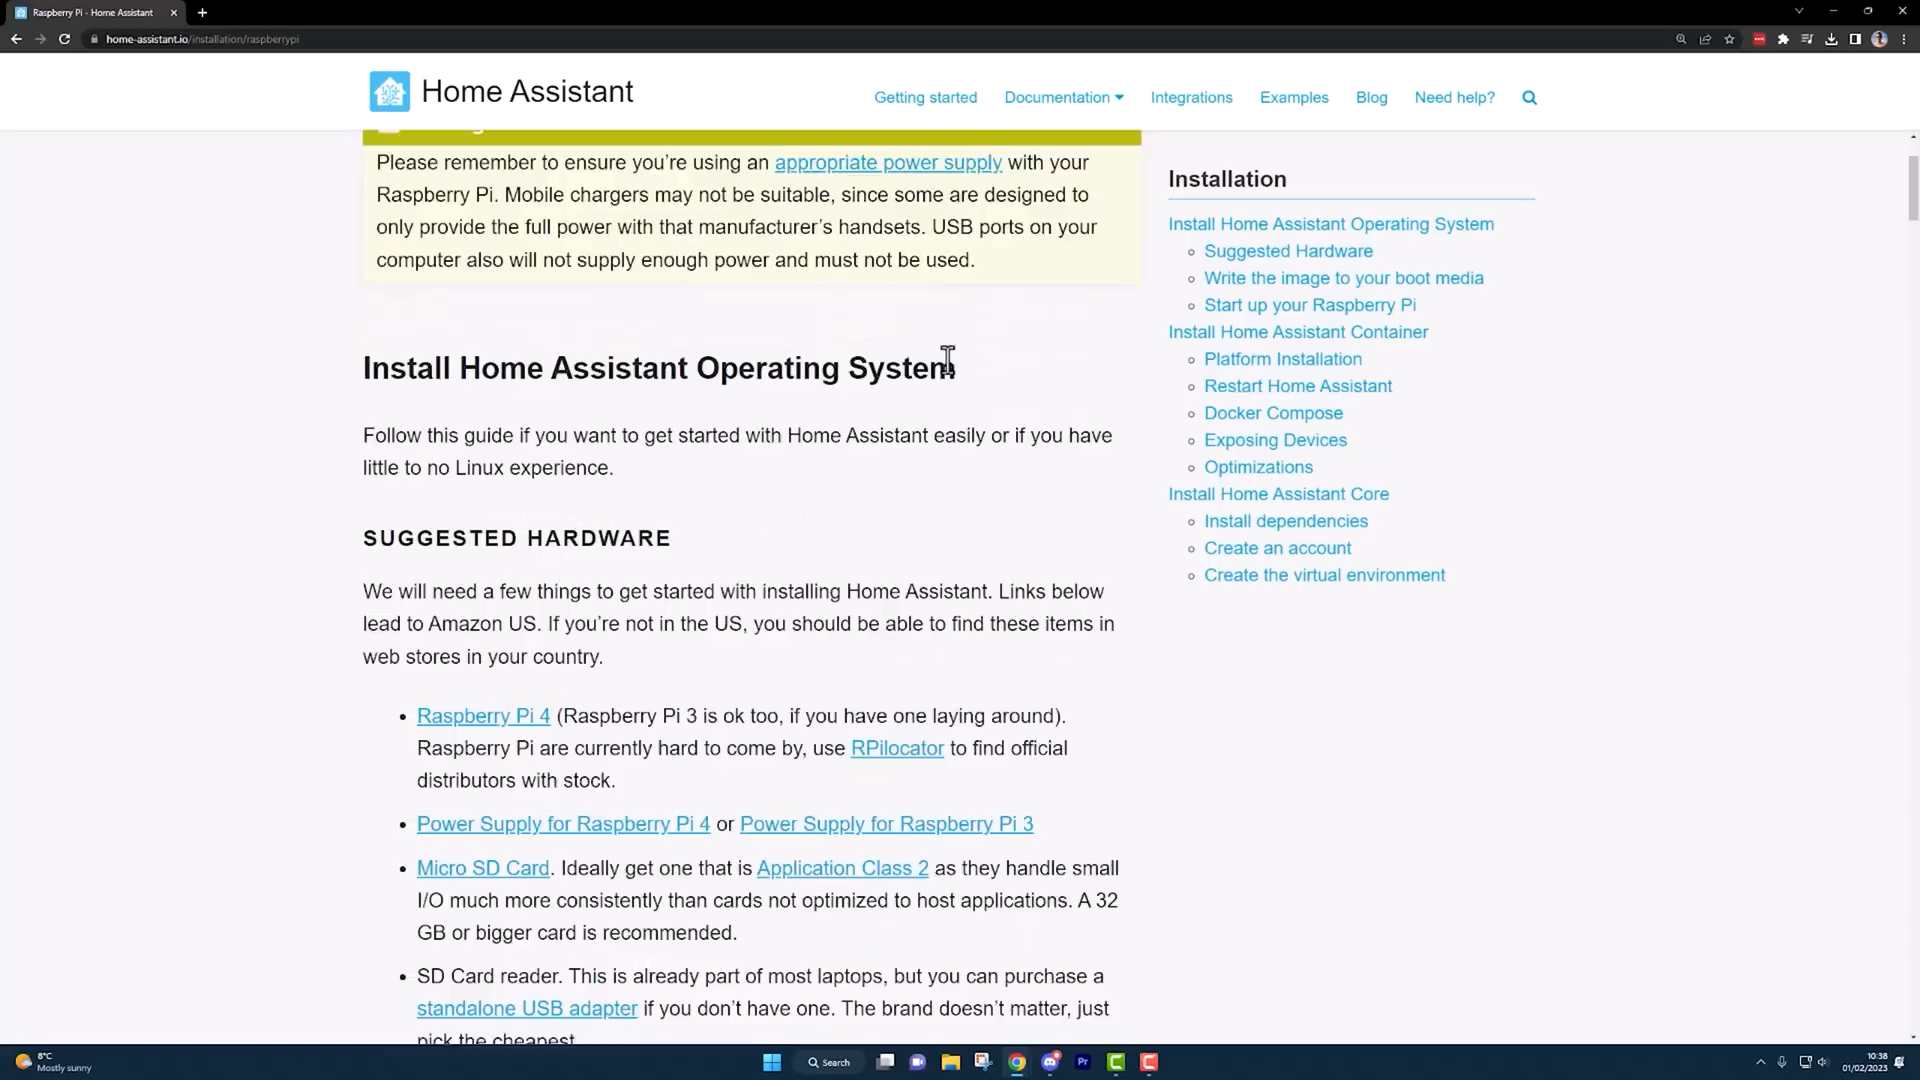 Raspberry Pi - Home Assistant
home-assistant.io/installation/raspberrypi
Home Assistant
Getting started
Documentation
Integrations
Examples
Blog
Need help?
Please remember to ensure you’re using an appropriate power supply with your
Raspberry Pi. Mobile chargers may not be suitable, since some are designed to
only provide the full power with that manufacturer’s handsets. USB ports on your
computer also will not supply enough power and must not be used.
Install Home Assistant Operating System
Follow this guide if you want to get started with Home Assistant easily or if you have
little to no Linux experience.
SUGGESTED HARDWARE
We will need a few things to get started with installing Home Assistant. Links below
lead to Amazon US. If you’re not in the US, you should be able to find these items in
web stores in your country.
Raspberry Pi 4 (Raspberry Pi 3 is ok too, if you have one laying around).
Raspberry Pi are currently hard to come by, use RPilocator to find official
distributors with stock.
Power Supply for Raspberry Pi 4 or Power Supply for Raspberry Pi 3
Micro SD Card. Ideally get one that is Application Class 2 as they handle small
I/O much more consistently than cards not optimized to host applications. A 32
GB or bigger card is recommended.
SD Card reader. This is already part of most laptops, but you can purchase a
standalone USB adapter if you don’t have one. The brand doesn’t matter, just
pick the cheapest
Installation
Install Home Assistant Operating System
Suggested Hardware
Write the image to your boot media
Start up your Raspberry Pi
Install Home Assistant Container
Platform Installation
Restart Home Assistant
Docker Compose
Exposing Devices
Optimizations
Install Home Assistant Core
Install dependencies
Create an account
Create the virtual environment
8°C
Mostly sunny
Search
Pr
10:38
01/02/2023